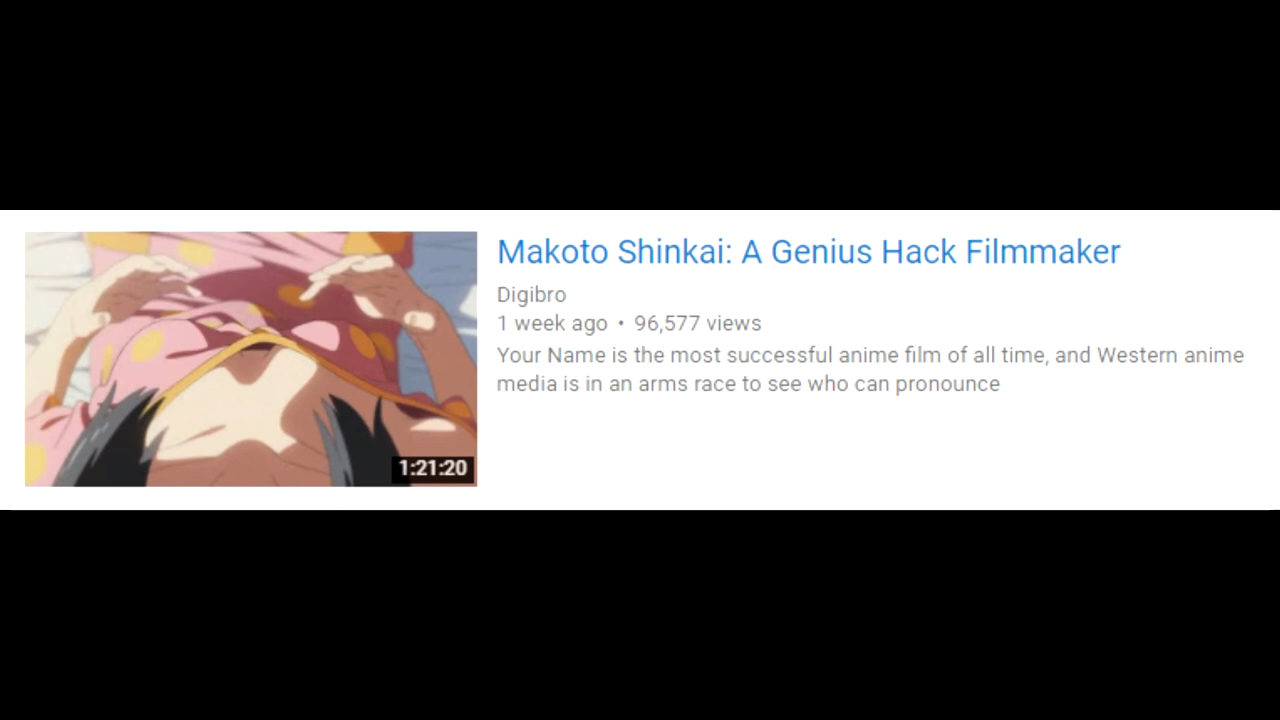 Makoto Shinkai: A Genius Hack Filmmaker
Digibro
1 week ago • 96,577 views
Your Name is the most successful anime film of all time, and Western anime
media is in an arms race to see who can pronounce
1:21:20